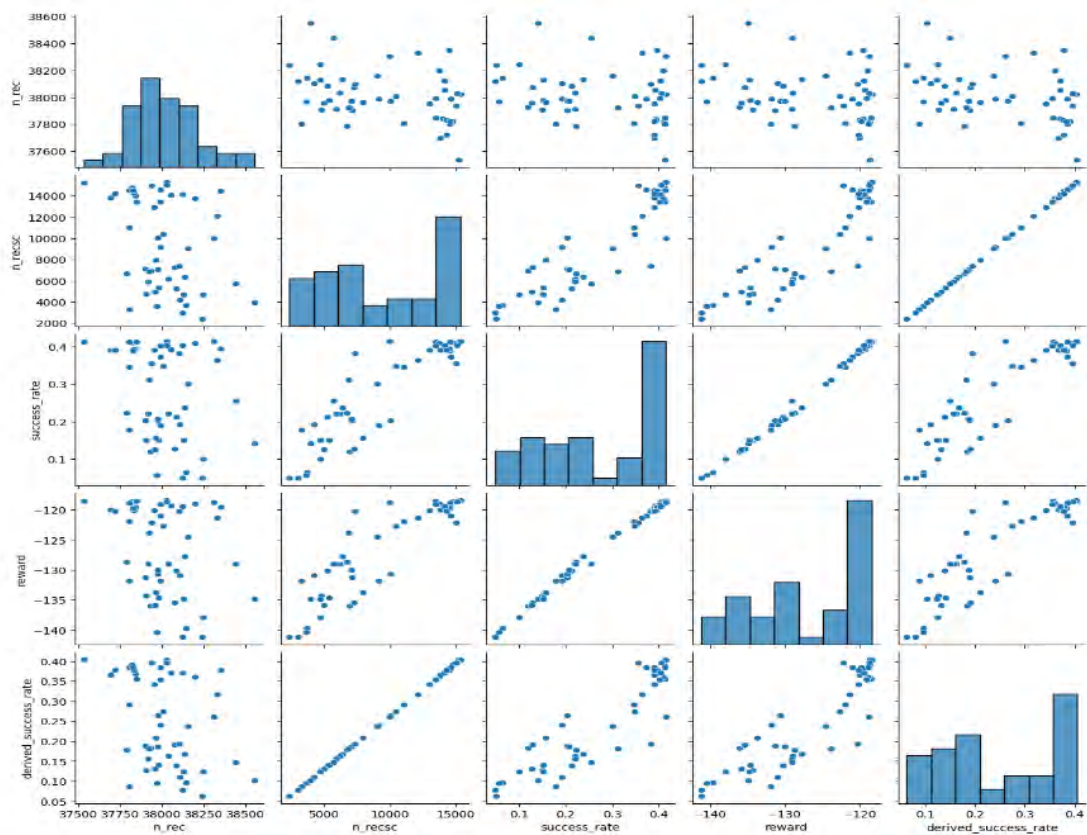 38600
38400
38200
38000
37800
37600
n_rec
14000
12000
10000
8000
6000
4000
2000
n_recsc
0.4
0.3
0.2
0.1
success_rate
−120
−125
−130
−135
−140
reward
0.40
0.35
0.30
0.25
0.20
0.15
0.10
0.05
derived_success_rate
37500 37750 38000 38250 38500
n_rec
5000 10000 15000
n_recsc
0.1 0.2 0.3 0.4
success_rate
−140 −130 −120
reward
0.1 0.2 0.3 0.4
derived_success_rate